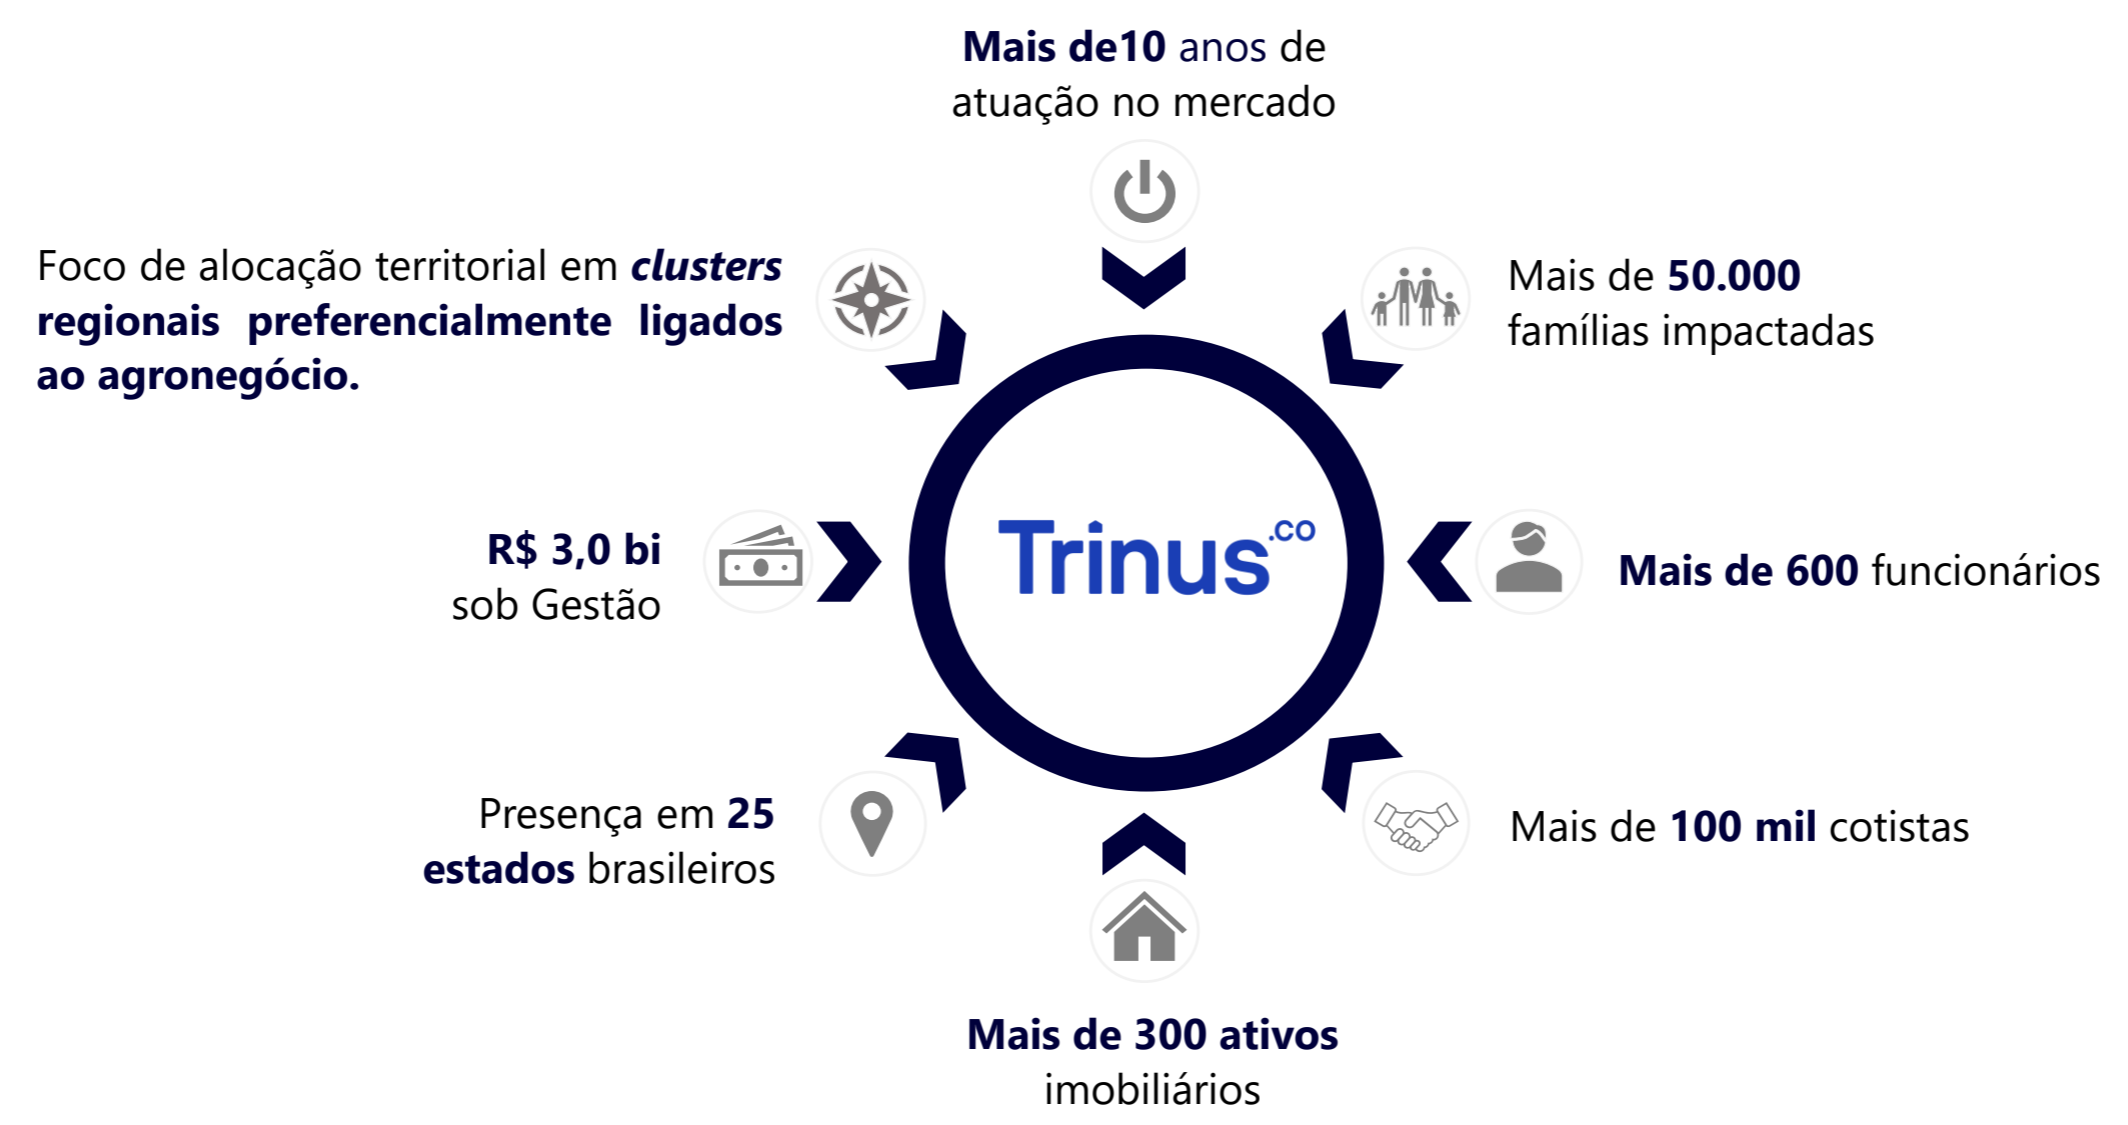 Mais de10 anos de
atuação no mercado
Foco de alocação territorial em clusters
regionais preferencialmente ligados
ao agronegócio.
Mais de 50.000
famílias impactadas
R$ 3,0 bi
sob Gestão
Trinus.co
Mais de 600 funcionários
Presença em 25
estados brasileiros
Mais de 100 mil cotistas
Mais de 300 ativos
imobiliários